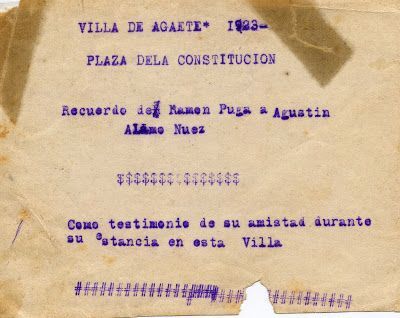 VILLA DE AGAETE* 1923-
PLAZA DELA CONSTITUCION
Recuerdo de Ramon Puga a Agustin
Alamo Nuez
$$$$$$$$$$$$$$$
Como testimonio de su amistad durante
su estancia en esta Villa
##################################